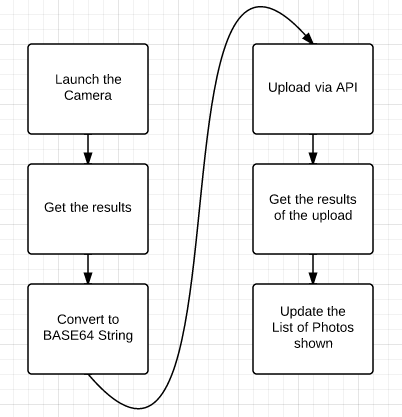 Launch the
Camera
Get the results
Convert to
BASE64 String
Upload via API
Get the results
of the upload
Update the
List of Photos
shown